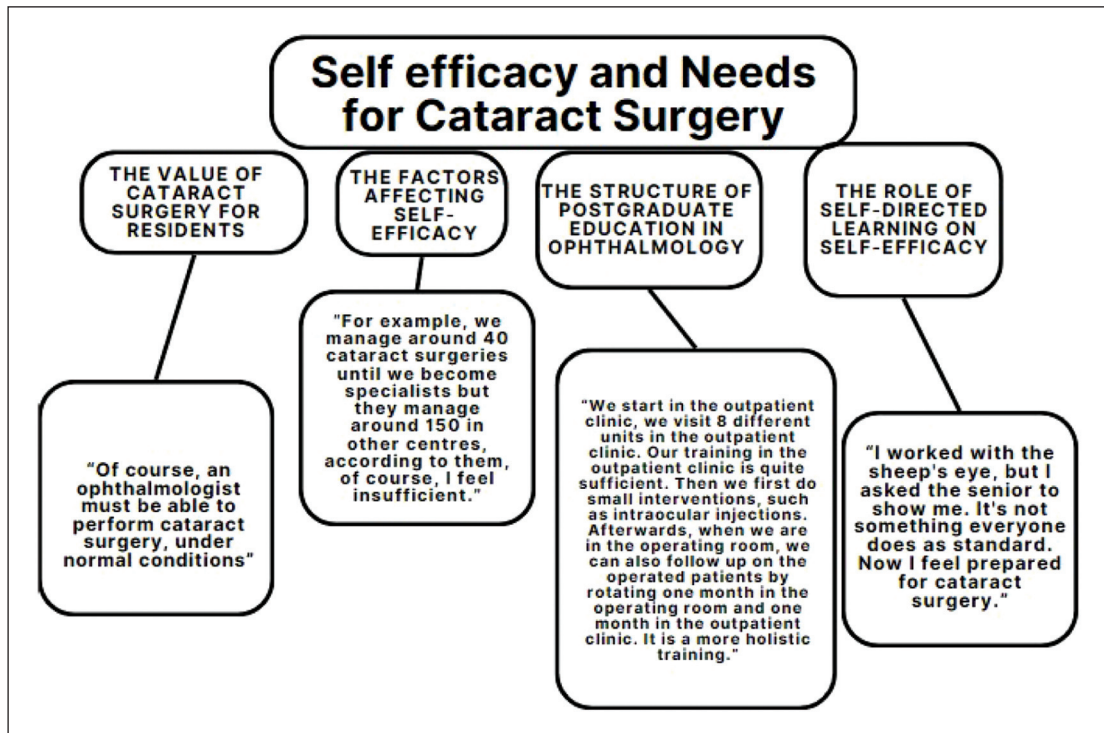 Self efficacy and Needs
for Cataract Surgery
THE VALUE OF
CATARACT
SURGERY FOR
RESIDENTS
"Of course, an
ophthalmologist
must be able to
perform cataract
surgery, under
normal conditions"
THE FACTORS
AFFECTING
SELF-
EFFICACY
"For example, we
manage around 40
cataract surgeries
until we become
specialists but
they manage
around 150 in
other centres,
according to them,
of course, I feel
insufficient."
THE STRUCTURE OF
POSTGRADUATE
EDUCATION IN
OPHTHALMOLOGY
"We start in the outpatient
clinic, we visit 8 different
units in the outpatient
clinic. Our training in the
outpatient clinic is quite
sufficient. Then we first do
small interventions, such
as intraocular injections.
Afterwards, when we are
in the operating room, we
can also follow up on the
operated patients by
rotating one month in the
operating room and one
month in the outpatient
clinic. It is a more holistic
training."
THE ROLE OF
SELF-DIRECTED
LEARNING ON
SELF-EFFICACY
"I worked with the
sheep's eye, but I
asked the senior to
show me. It's not
something everyone
does as standard.
Now I feel prepared
for cataract
surgery."